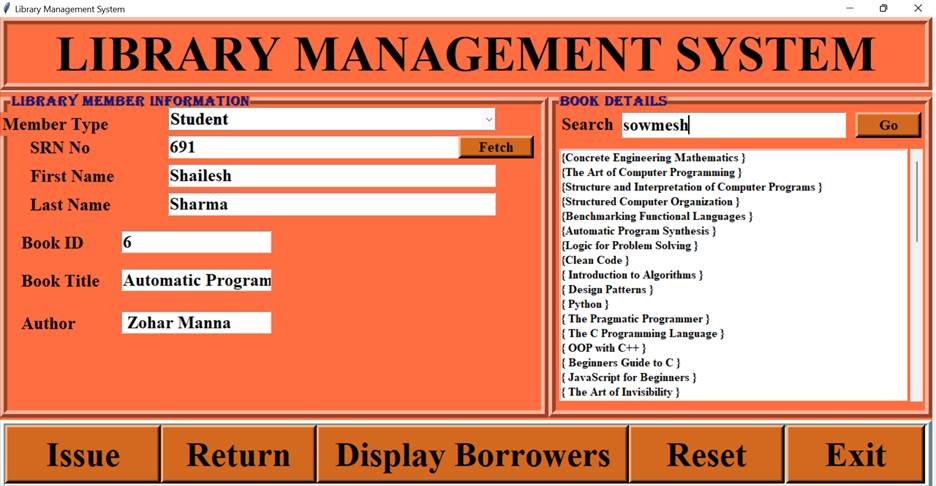 Library Management System
LIBRARY MANAGEMENT SYSTEM
LIBRARY MEMBER INFORMATION
Member Type Student
SRN No 691 Fetch
First Name Shailesh
Last Name Sharma
Book ID 6
Book Title Automatic Program
Author Zohar Manna
BOOK DETAILS
Search sowmesh Go
{Concrete Engineering Mathematics }
{The Art of Computer Programming }
{Structure and Interpretation of Computer Programs }
{Structured Computer Organization }
{Benchmarking Functional Languages }
{Automatic Program Synthesis }
{Logic for Problem Solving }
{Clean Code }
{ Introduction to Algorithms }
{ Design Patterns }
{ Python }
{ The Pragmatic Programmer }
{ The C Programming Language }
{ OOP with C++ }
{ Beginners Guide to C }
{ JavaScript for Beginners }
{ The Art of Invisibility }
Issue Return Display Borrowers Reset Exit